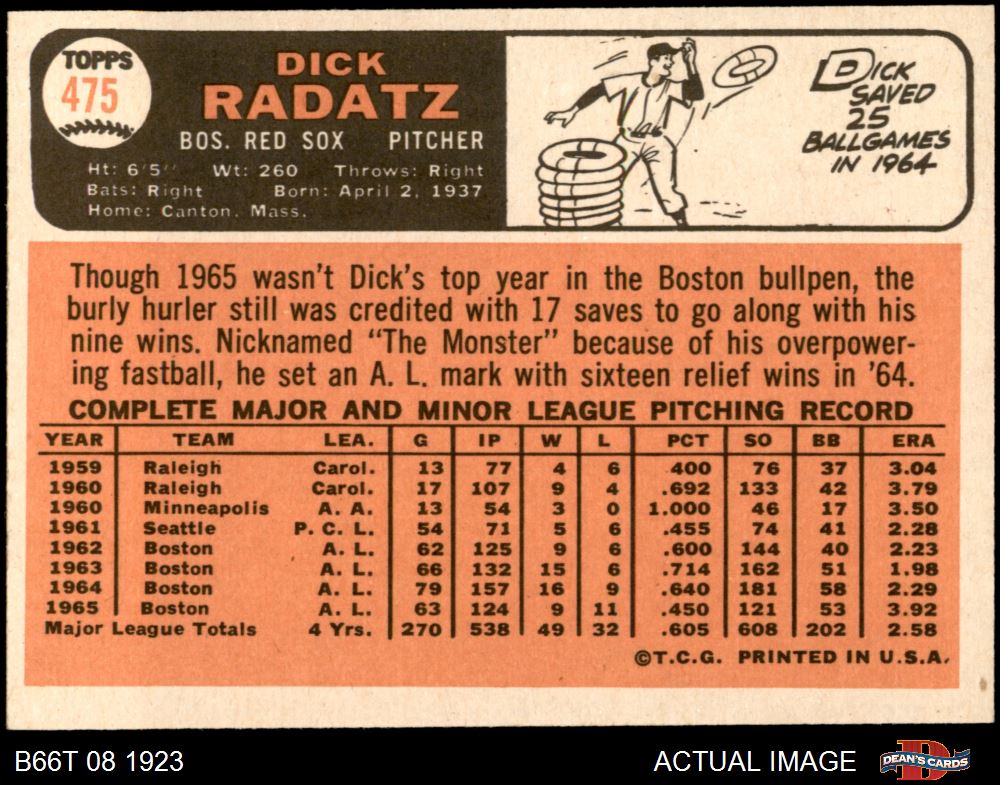 TOPPS
475
DICK
RADATZ
BOS. RED SOX PITCHER
Ht: 6'5" Wt: 260 Throws: Right
Bats: Right Born: April 2, 1937
Home: Canton, Mass.
DICK
SAVED
25
BALLGAMES
IN 1964
Though 1965 wasn't Dick's top year in the Boston bullpen, the
burly hurler still was credited with 17 saves to go along with his
nine wins. Nicknamed "The Monster" because of his overpower-
ing fastball, he set an A. L. mark with sixteen relief wins in '64.
COMPLETE MAJOR AND MINOR LEAGUE PITCHING RECORD
YEAR TEAM LEA. G IP W L PCT SO BB ERA
1959 Raleigh Carol. 13 77 4 6 .400 76 37 3.04
1960 Raleigh Carol. 17 107 9 4 .692 133 42 3.79
1960 Minneapolis A. A. 13 54 3 0 1.000 46 17 3.50
1961 Seattle P. C. L. 54 71 5 6 .455 74 41 2.28
1962 Boston A. L. 62 125 9 6 .600 144 40 2.23
1963 Boston A. L. 66 132 15 6 .714 162 51 1.98
1964 Boston A. L. 79 157 16 9 .640 181 58 2.29
1965 Boston A. L. 63 124 9 11 .450 121 53 3.92
Major League Totals 4 Yrs. 270 538 49 32 .605 608 202 2.58
©T.C.G. PRINTED IN U.S.A.
B66T 08 1923
ACTUAL IMAGE
D
DEAN'S CARDS